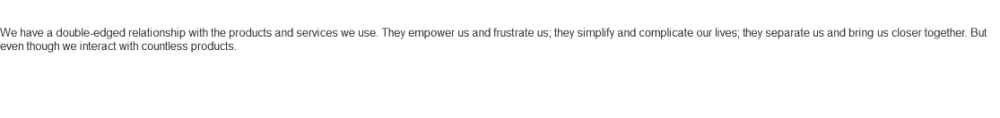 We have a double-edged relationship with the products and services we use. They empower us and frustrate us; they simplify and complicate our lives; they separate us and bring us closer together. But
even though we interact with countless products.